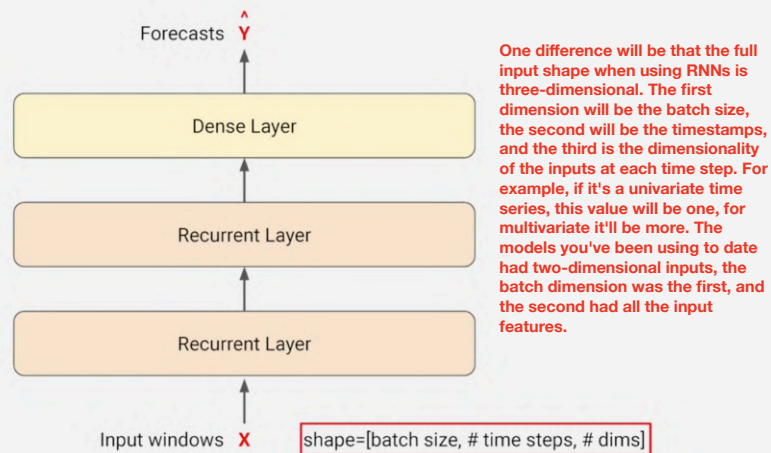 Forecasts Ŷ
One difference will be that the full
input shape when using RNNs is
three-dimensional. The first
dimension will be the batch size,
the second will be the timestamps,
and the third is the dimensionality
of the inputs at each time step. For
example, if it's a univariate time
series, this value will be one, for
multivariate it'll be more. The
models you've been using to date
had two-dimensional inputs, the
batch dimension was the first, and
the second had all the input
features.
Dense Layer
Recurrent Layer
Recurrent Layer
Input windows X
shape=[batch size, # time steps, # dims]